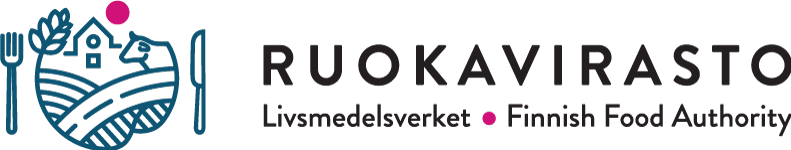 RUOKAVIRASTO
Livsmedelsverket • Finnish Food Authority